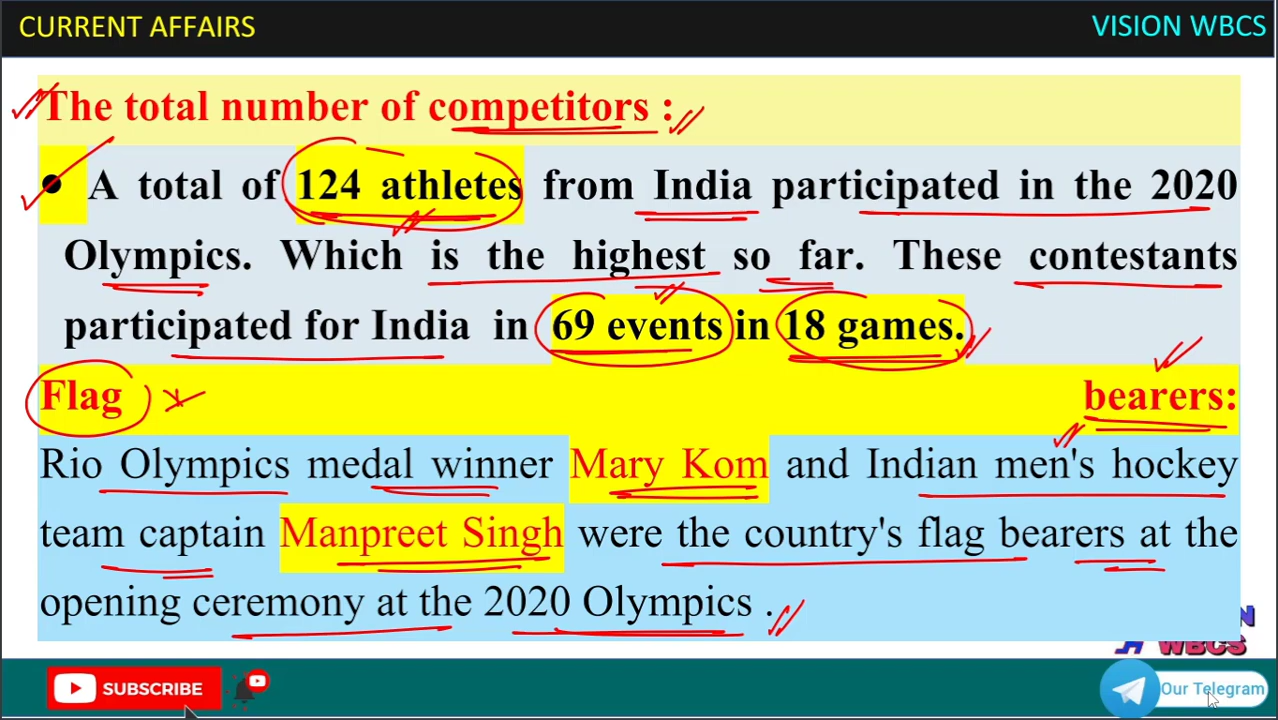 CURRENT AFFAIRS
VISION WBCS
The total number of competitors :
• A total of 124 athletes from India participated in the 2020
Olympics. Which is the highest so far. These contestants
participated for India in 69 events in 18 games.
Flag bearers:
Rio Olympics medal winner Mary Kom and Indian men's hockey
team captain Manpreet Singh were the country's flag bearers at the
opening ceremony at the 2020 Olympics .
WBCS
SUBSCRIBE
Our Telegram